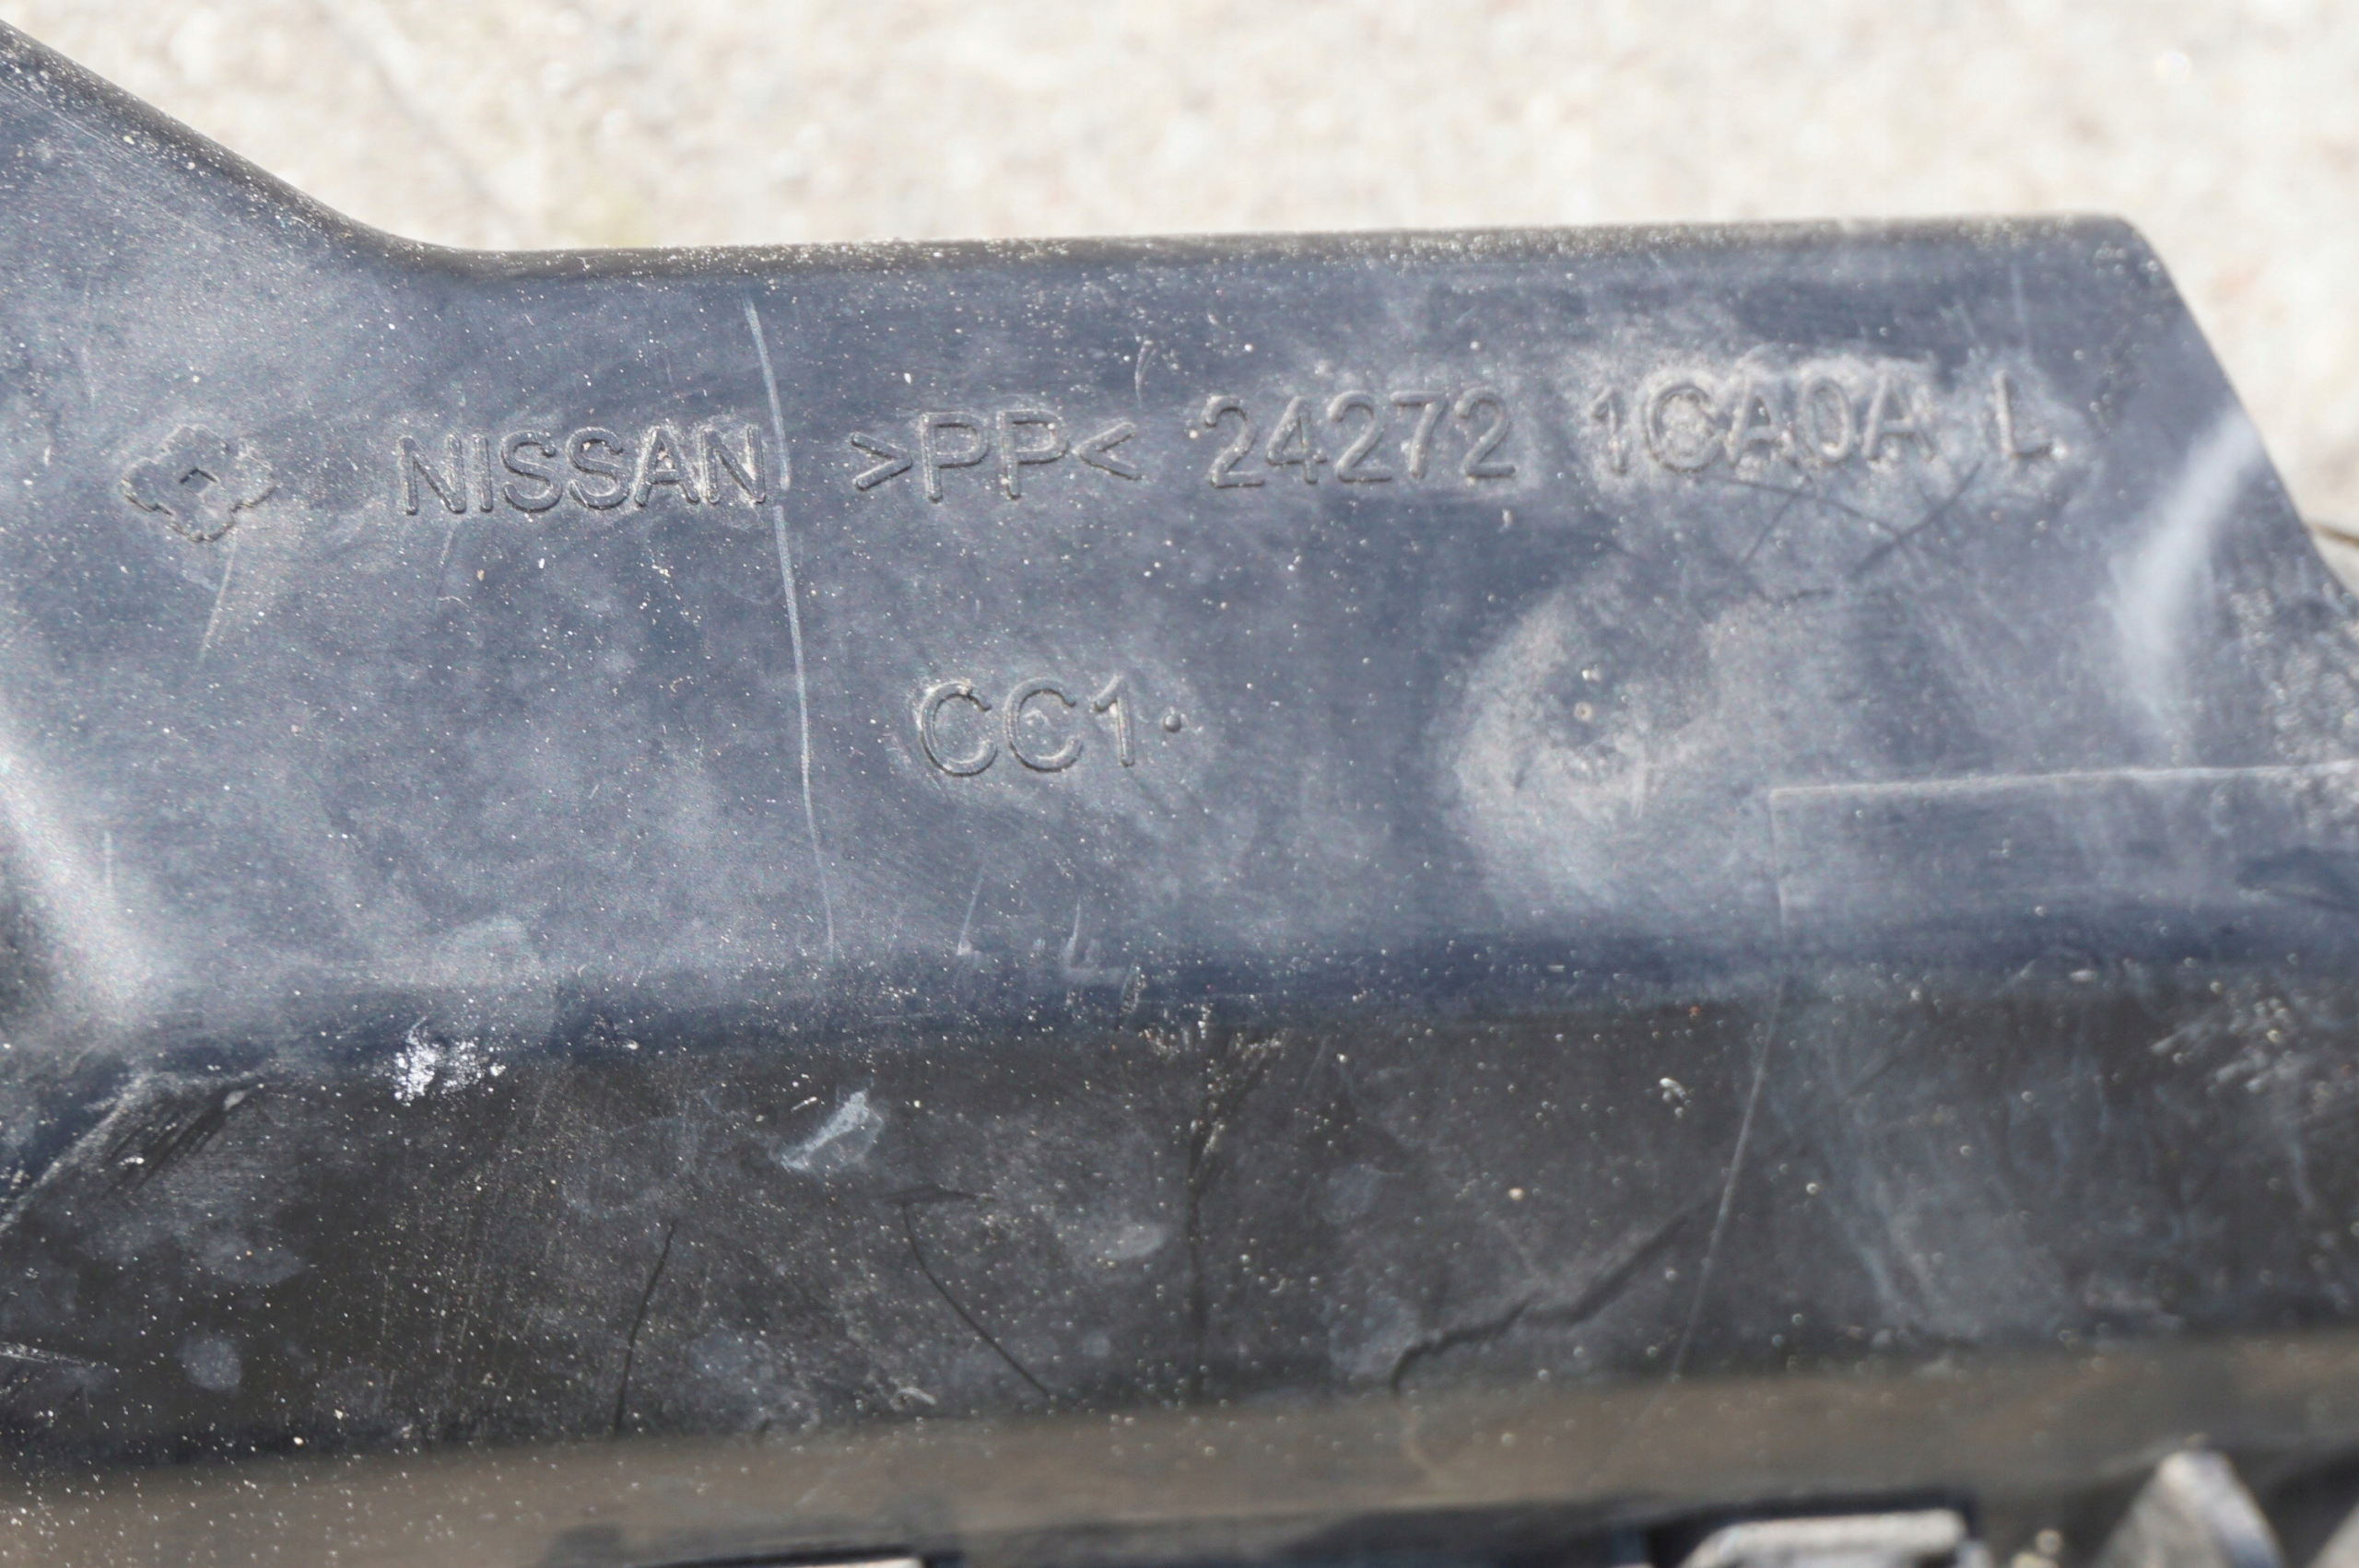 NISSAN >PP< 24272 1CA0A L
CC1·